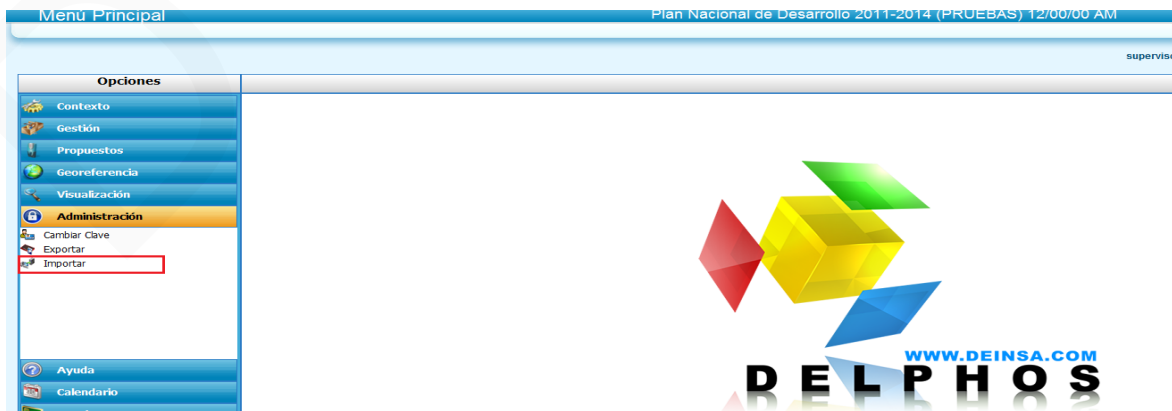 Menú Principal
Plan Nacional de Desarrollo 2011-2014 (PRUEBAS) 12/00/00 AM
Opciones
Contexto
Gestión
Propuestos
Georeferencia
Visualización
Administración
Cambiar Clave
Exportar
Importar
Ayuda
Calendario
WWW.DEINSA.COM
DELPHOS